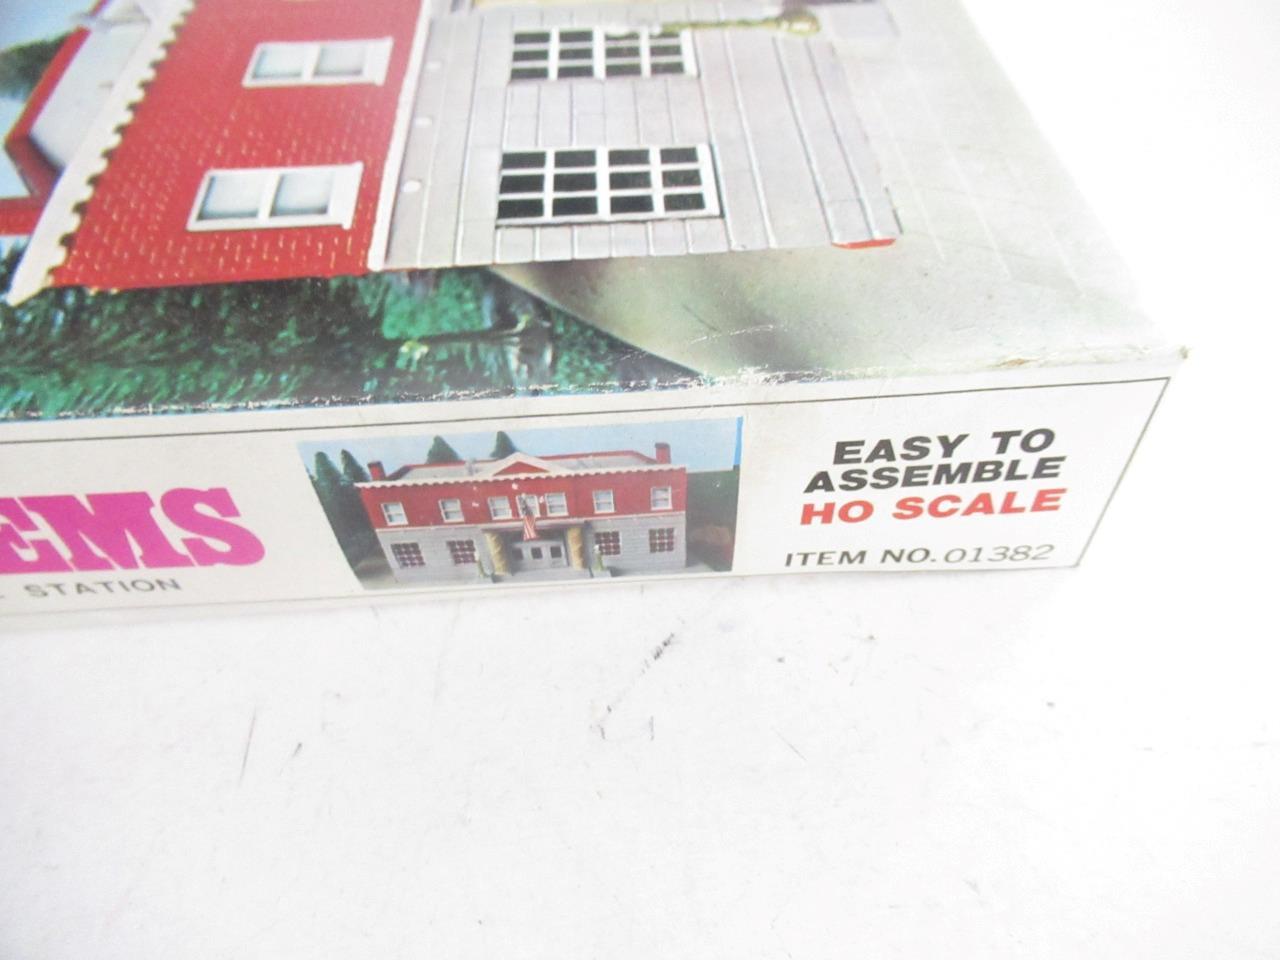 EMS
STATION
EASY TO
ASSEMBLE
HO SCALE
ITEM NO. 01382